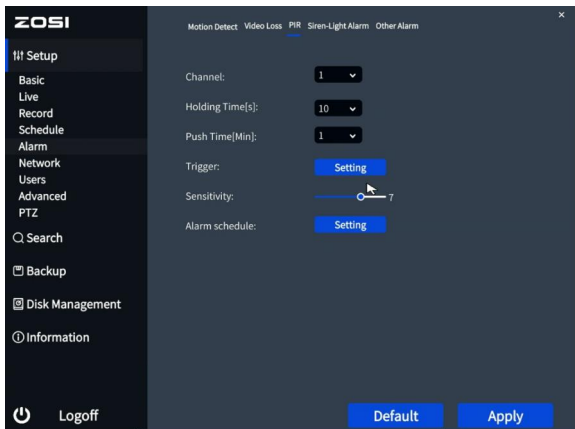 ZOSI
Motion Detect Video Loss PIR Siren-Light Alarm Other Alarm
×
Setup
Basic
Live
Record
Schedule
Alarm
Network
Users
Advanced
PTZ
Search
Backup
Disk Management
Information
Logoff
Channel: 1
Holding Time[s]: 10
Push Time[Min]: 1
Trigger: Setting
Sensitivity: 7
Alarm schedule: Setting
Default Apply